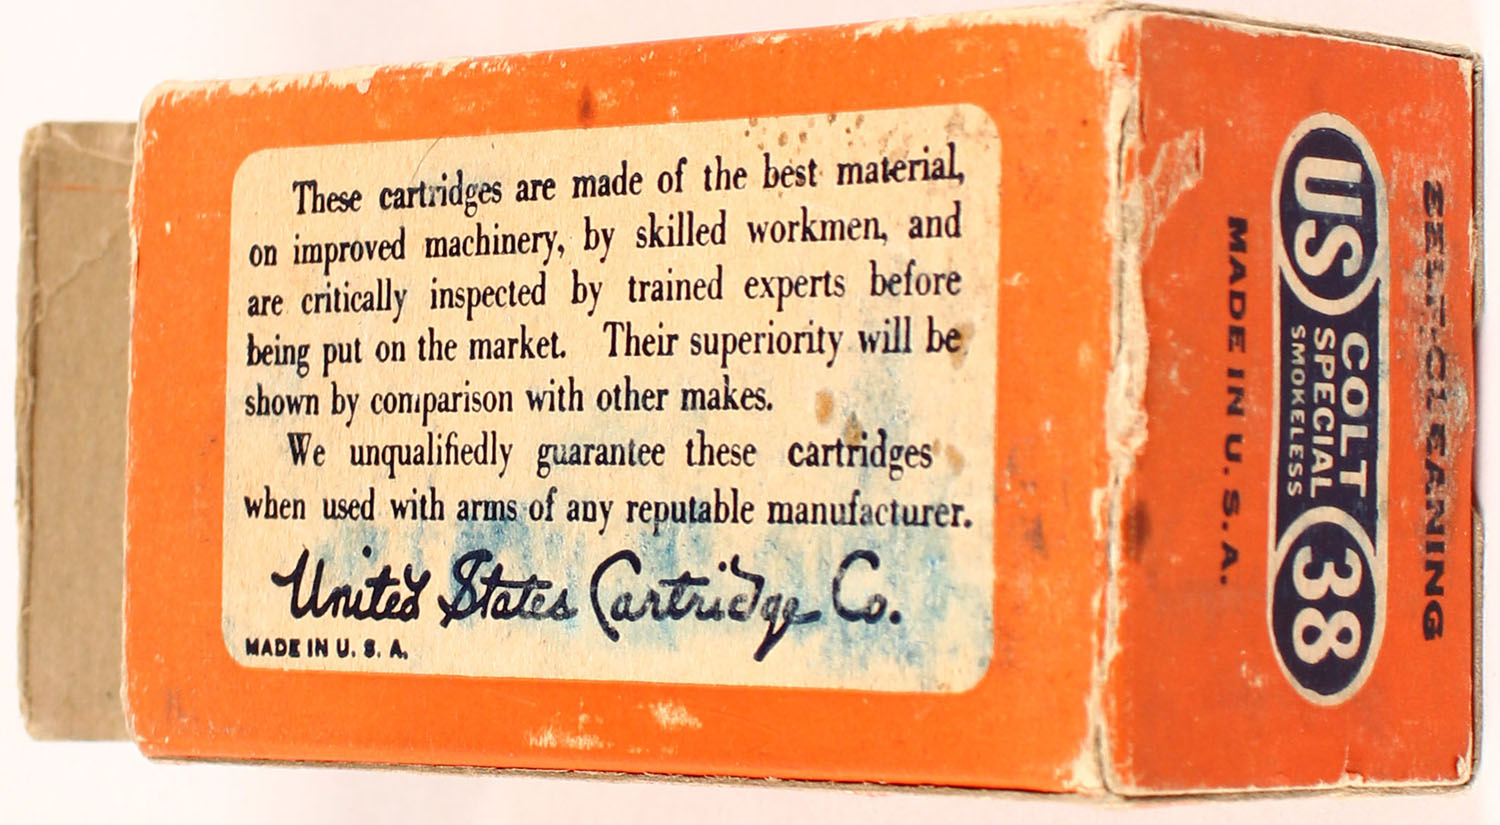 These cartridges are made of the best material,
on improved machinery, by skilled workmen, and
are critically inspected by trained experts before
being put on the market. Their superiority will be
shown by comparison with other makes.
We unqualifiedly guarantee these cartridges
when used with arms of any reputable manufacturer.
United States Cartridge Co.
MADE IN U. S. A.
SELF-CLEANING
US COLT SPECIAL SMOKELESS 38
MADE IN U. S. A.